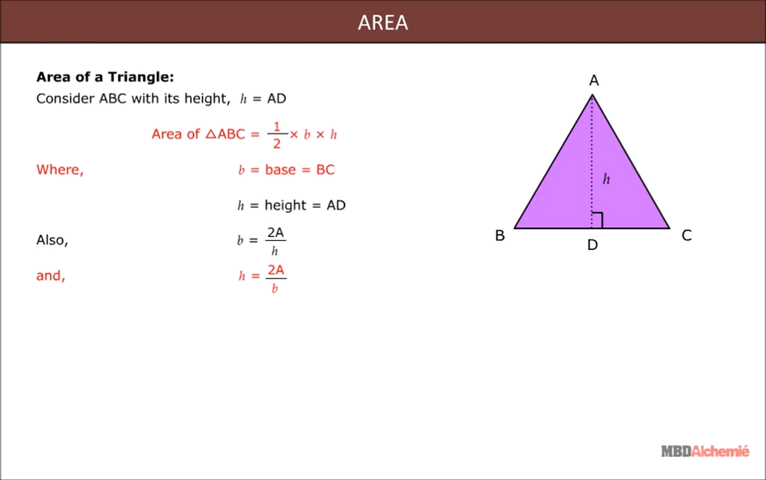 AREA
Area of a Triangle:
Consider ABC with its height, h = AD
Area of △ABC = 1/2 × b × h
Where, b = base = BC
h = height = AD
Also, b = 2A/h
and, h = 2A/b
A
h
B
D
C
MBDAlchemié